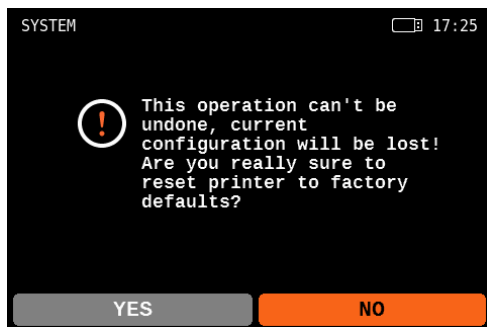 SYSTEM 17:25
This operation can't be
undone, current
configuration will be lost!
Are you really sure to
reset printer to factory
defaults?
YES NO